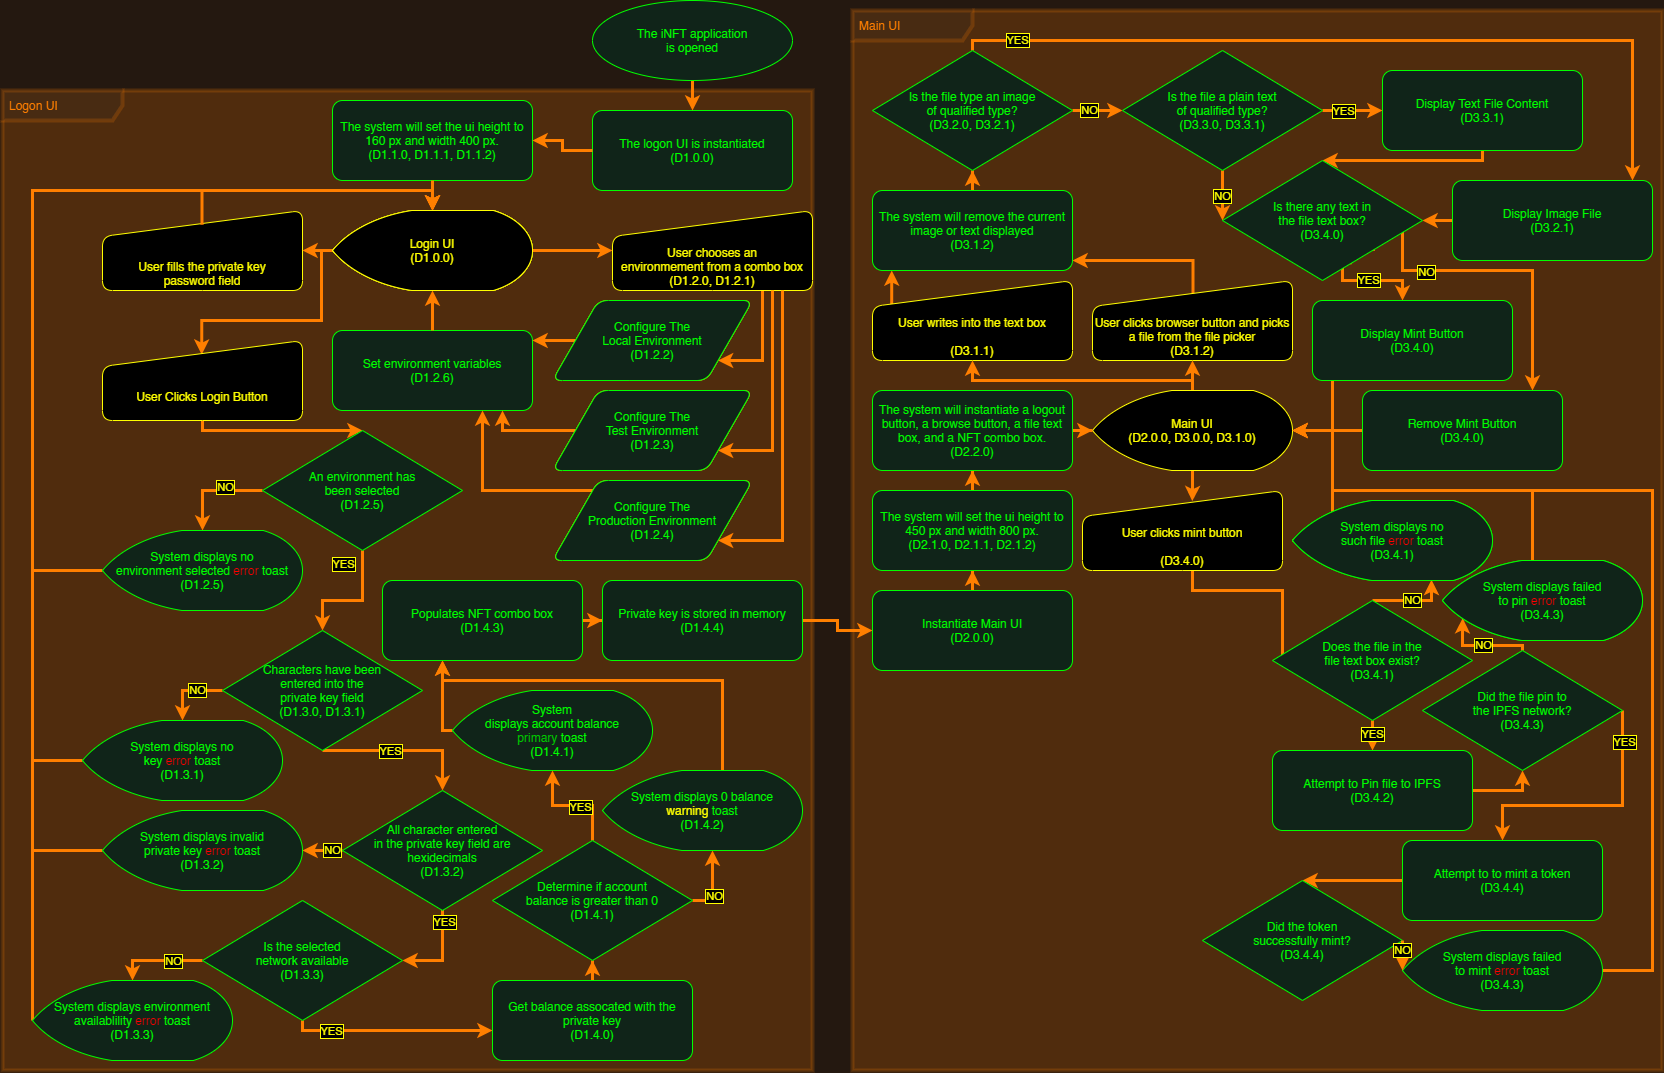 The iNFT application
is opened
Logon UI
The system will set the ui height to
160 px and width 400 px.
(D1.1.0, D1.1.1, D1.1.2)
The logon UI is instantiated
(D1.0.0)
User fills the private key
password field
Login UI
(D1.0.0)
User chooses an
environmement from a combo box
(D1.2.0, D1.2.1)
User Clicks Login Button
Set environment variables
(D1.2.6)
Configure The
Local Environment
(D1.2.2)
Configure The
Test Environment
(D1.2.3)
Configure The
Production Environment
(D1.2.4)
An environment has
been selected
(D1.2.5)
NO
System displays no
environment selected error toast
(D1.2.5)
YES
Populates NFT combo box
(D1.4.3)
Private key is stored in memory
(D1.4.4)
Characters have been
entered into the
private key field
(D1.3.0, D1.3.1)
NO
System displays no
key error toast
(D1.3.1)
YES
System
displays account balance
primary toast
(D1.4.1)
System displays 0 balance
warning toast
(D1.4.2)
YES
All character entered
in the private key field are
hexidecimals
(D1.3.2)
NO
System displays invalid
private key error toast
(D1.3.2)
YES
Determine if account
balance is greater than 0
(D1.4.1)
NO
Is the selected
network available
(D1.3.3)
NO
System displays environment
availablility error toast
(D1.3.3)
YES
Get balance assocated with the
private key
(D1.4.0)
Main UI
YES
Is the file type an image
of qualified type?
(D3.2.0, D3.2.1)
NO
Is the file a plain text
of qualified type?
(D3.3.0, D3.3.1)
YES
Display Text File Content
(D3.3.1)
NO
The system will remove the current
image or text displayed
(D3.1.2)
Is there any text in
the file text box?
(D3.4.0)
Display Image File
(D3.2.1)
YES
NO
User writes into the text box
(D3.1.1)
User clicks browser button and picks
a file from the file picker
(D3.1.2)
Display Mint Button
(D3.4.0)
The system will instantiate a logout
button, a browse button, a file text
box, and a NFT combo box.
(D2.2.0)
Main UI
(D2.0.0, D3.0.0, D3.1.0)
Remove Mint Button
(D3.4.0)
The system will set the ui height to
450 px and width 800 px.
(D2.1.0, D2.1.1, D2.1.2)
User clicks mint button
(D3.4.0)
System displays no
such file error toast
(D3.4.1)
System displays failed
to pin error toast
(D3.4.3)
Instantiate Main UI
(D2.0.0)
NO
Does the file in the
file text box exist?
(D3.4.1)
NO
Did the file pin to
the IPFS network?
(D3.4.3)
YES
YES
Attempt to Pin file to IPFS
(D3.4.2)
Attempt to to mint a token
(D3.4.4)
Did the token
successfully mint?
(D3.4.4)
NO
System displays failed
to mint error toast
(D3.4.3)